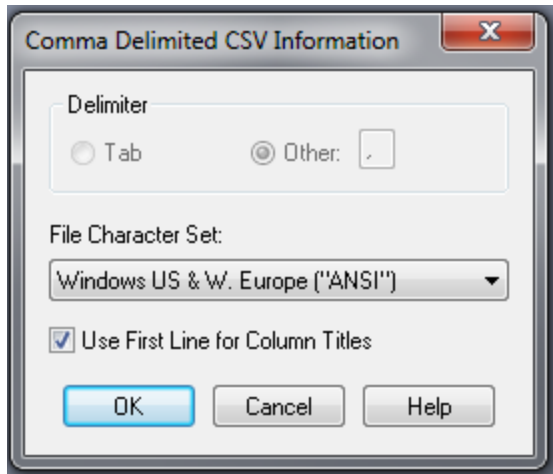 Comma Delimited CSV Information
Delimiter
Tab
Other: ,
File Character Set:
Windows US & W. Europe ("ANSI")
Use First Line for Column Titles
OK Cancel Help